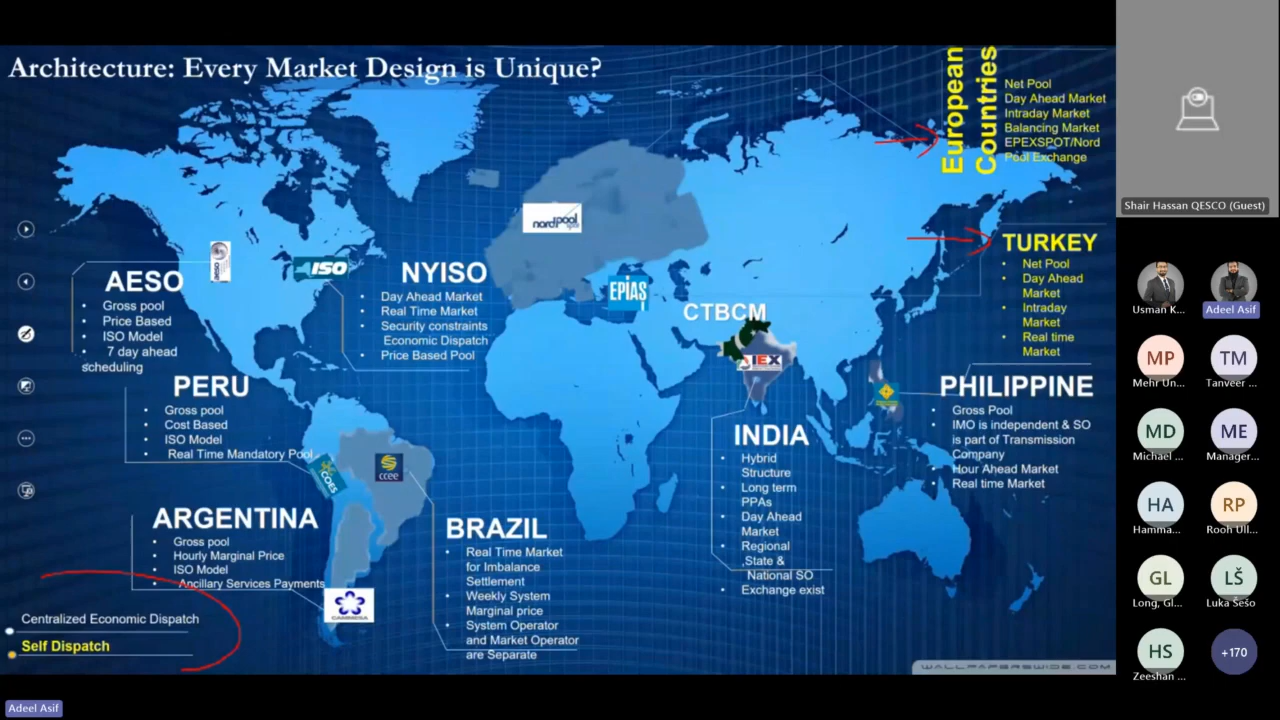 Architecture: Every Market Design is Unique?
European
Countries
Net Pool
Day Ahead Market
Intraday Market
Balancing Market
EPEXSPOT/Nord
Pool Exchange
Shair Hassan QESCO (Guest)
nordpool
AESO
ISO
NYISO
EPİAŞ
CTBCM
TURKEY
• Net Pool
• Day Ahead
Market
• Intraday
Market
• Real time
Market
Usman K...
Adeel Asif
• Gross pool
• Price Based
• ISO Model
• 7 day ahead
scheduling
• Day Ahead Market
• Real Time Market
• Security constraints
Economic Dispatch
• Price Based Pool
IEX
MP
Mehr Un...
TM
Tanveer ...
PERU
• Gross pool
• Cost Based
• ISO Model
• Real Time Mandatory Pool
COES
ccee
PHILIPPINE
• Gross Pool
• IMO is independent & SO
is part of Transmission
Company
• Hour Ahead Market
• Real time Market
MD
Michael ...
ME
Manager...
INDIA
• Hybrid
Structure
• Long term
PPAs
• Day Ahead
Market
• Regional
,State &
National SO
• Exchange exist
HA
Hamma...
RP
Rooh Ull...
ARGENTINA
• Gross pool
• Hourly Marginal Price
• ISO Model
• Ancillary Services Payments
CAMMESA
BRAZIL
• Real Time Market
for Imbalance
Settlement
• Weekly System
Marginal price
• System Operator
and Market Operator
are Separate
GL
Long, Gl...
LŠ
Luka Šešo
Centralized Economic Dispatch
Self Dispatch
HS
Zeeshan ...
+170
WALLPAPERSWIDE.COM
Adeel Asif